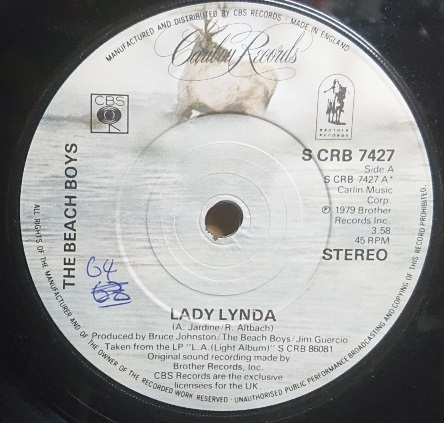 MANUFACTURED AND DISTRIBUTED BY CBS RECORDS · MADE IN ENGLAND
Caribou Records
CBS
BROTHER
RECORDS
THE BEACH BOYS
S CRB 7427
Side A
S CRB 7427 A*
Carlin Music
Corp.
℗ 1979 Brother
Records Inc.
3.58
45 RPM
STEREO
64
68
LADY LYNDA
(A. Jardine/R. Altbach)
Produced by Bruce Johnston/The Beach Boys/Jim Guercio
Taken from the LP "L.A.(Light Album)" S CRB 86081
Original sound recording made by
Brother Records, Inc.
CBS Records are the exclusive
licensees for the UK.
ALL RIGHTS OF THE MANUFACTURER AND OF THE OWNER OF THE RECORDED WORK RESERVED · UNAUTHORISED PUBLIC PERFORMANCE BROADCASTING AND COPYING OF THIS RECORD PROHIBITED.